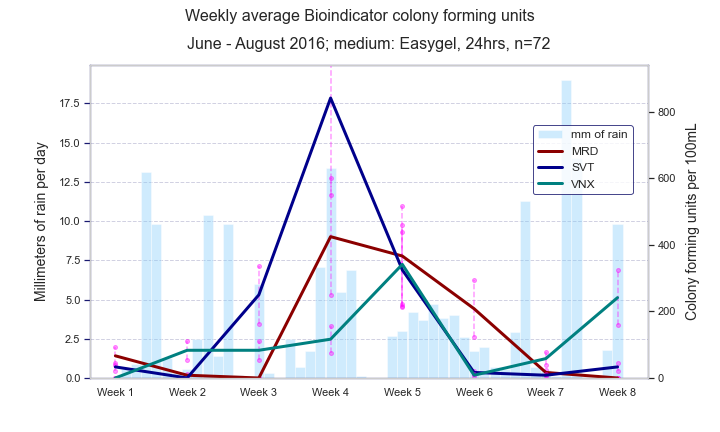 Weekly average Bioindicator colony forming units
June - August 2016; medium: Easygel, 24hrs, n=72
Millimeters of rain per day
17.5
15.0
12.5
10.0
7.5
5.0
2.5
0.0
800
600
400
200
0
Colony forming units per 100mL
mm of rain
MRD
SVT
VNX
Week 1
Week 2
Week 3
Week 4
Week 5
Week 6
Week 7
Week 8